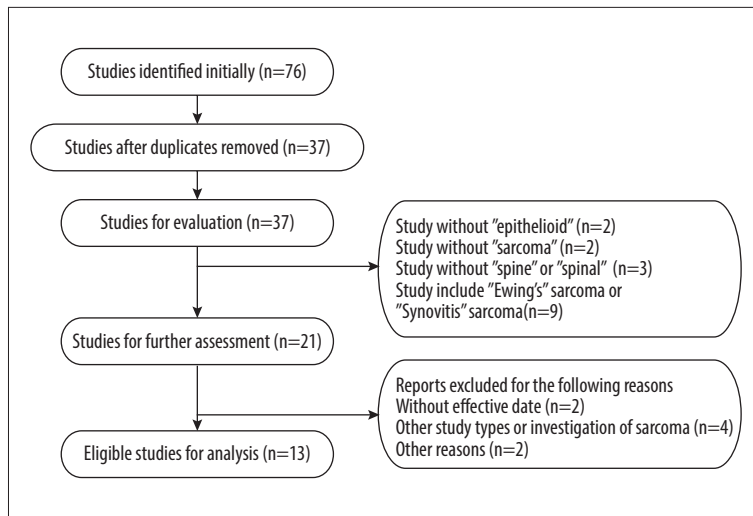 Studies identified initially (n=76)
Studies after duplicates removed (n=37)
Studies for evaluation (n=37)
Study without "epithelioid" (n=2)
Study without "sarcoma" (n=2)
Study without "spine" or "spinal" (n=3)
Study include "Ewing's" sarcoma or
"Synovitis" sarcoma(n=9)
Studies for further assessment (n=21)
Reports excluded for the following reasons
Without effective date (n=2)
Other study types or investigation of sarcoma (n=4)
Other reasons (n=2)
Eligible studies for analysis (n=13)